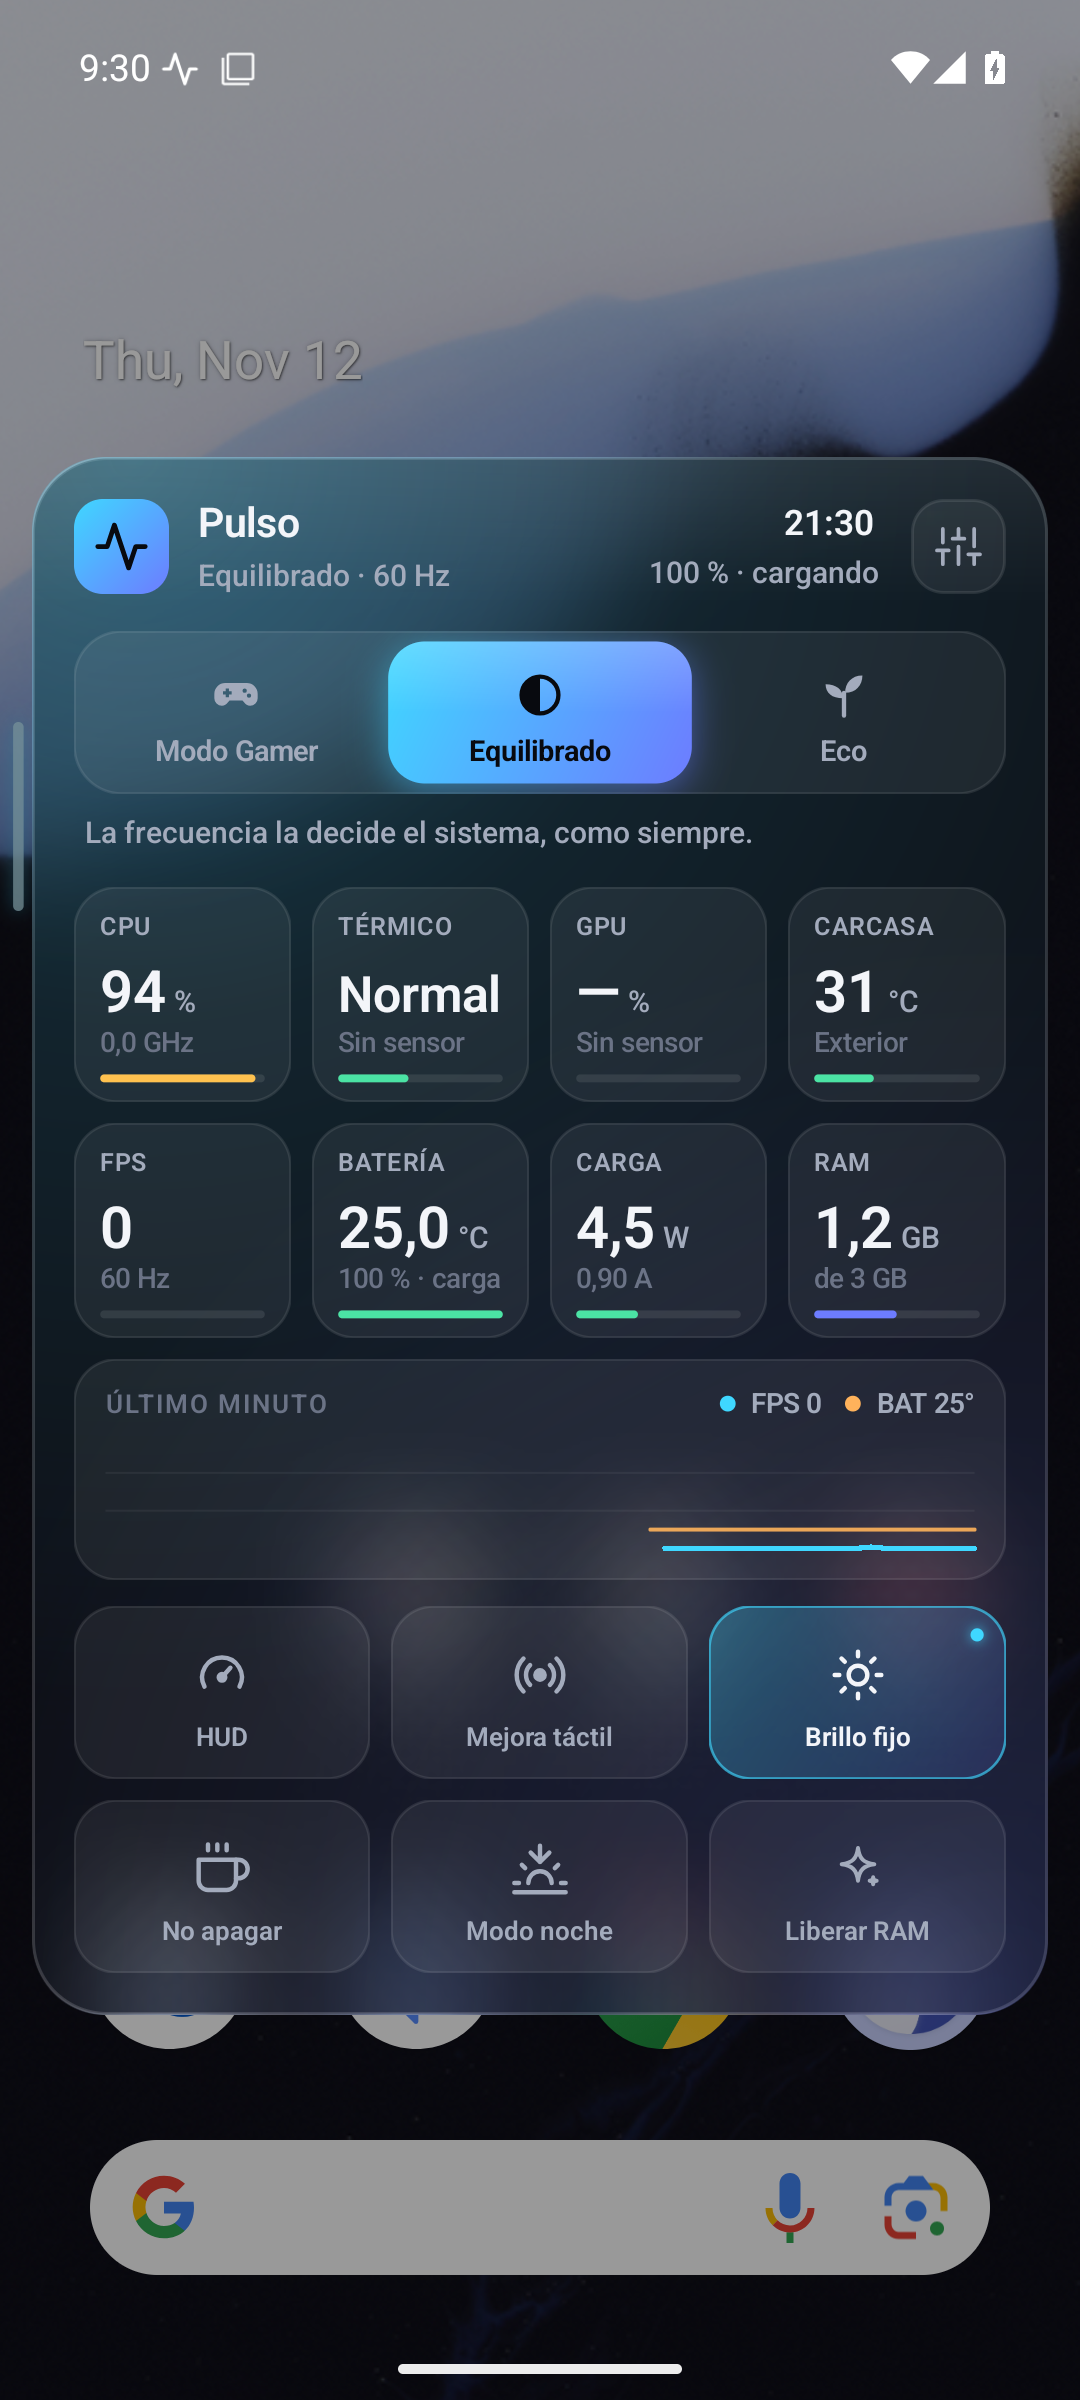 9:30
Thu, Nov 12
Pulso
Equilibrado · 60 Hz
21:30
100 % · cargando
Modo Gamer
Equilibrado
Eco
La frecuencia la decide el sistema, como siempre.
CPU
94 %
0,0 GHz
TÉRMICO
Normal
Sin sensor
GPU
— %
Sin sensor
CARCASA
31 °C
Exterior
FPS
0
60 Hz
BATERÍA
25,0 °C
100 % · carga
CARGA
4,5 W
0,90 A
RAM
1,2 GB
de 3 GB
ÚLTIMO MINUTO
FPS 0
BAT 25°
HUD
Mejora táctil
Brillo fijo
No apagar
Modo noche
Liberar RAM